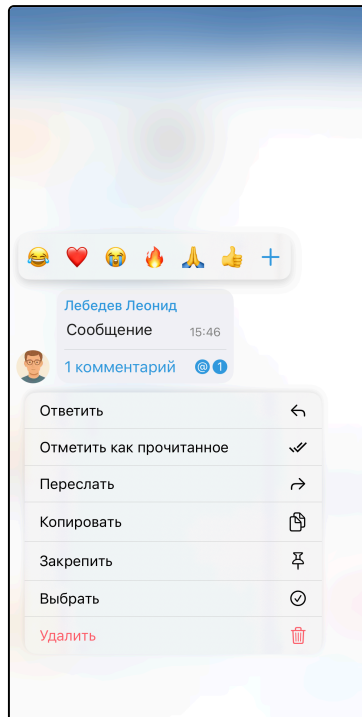 Лебедев Леонид
Сообщение 15:46
1 комментарий @ 1
Ответить
Отметить как прочитанное
Переслать
Копировать
Закрепить
Выбрать
Удалить